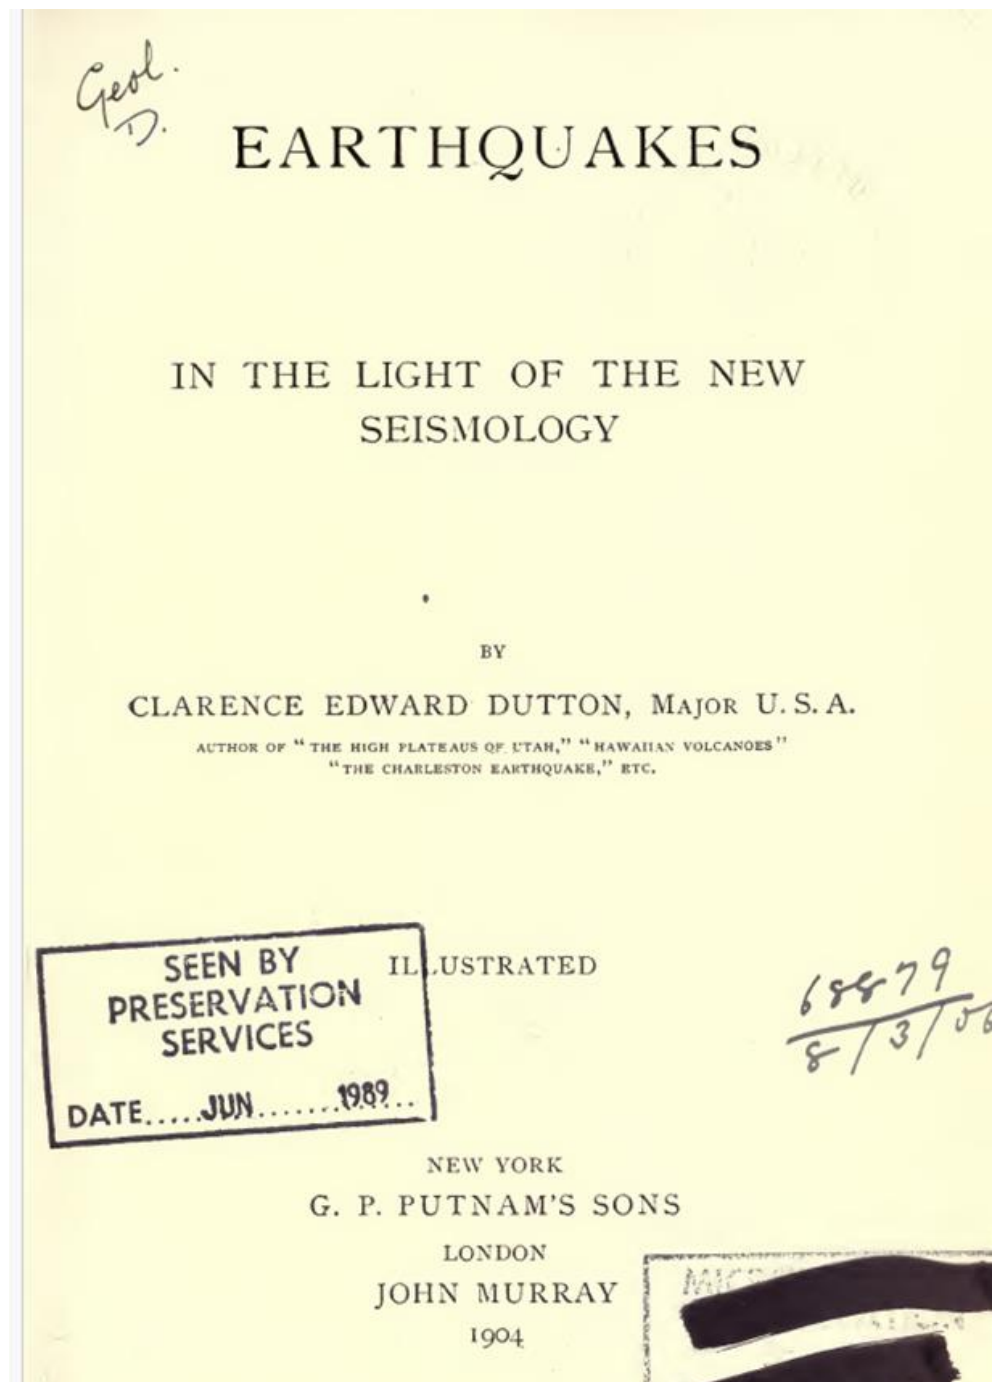 Geol.
D.
EARTHQUAKES
IN THE LIGHT OF THE NEW
SEISMOLOGY
BY
CLARENCE EDWARD DUTTON, MAJOR U. S. A.
AUTHOR OF "THE HIGH PLATEAUS OF UTAH," "HAWAIIAN VOLCANOES"
"THE CHARLESTON EARTHQUAKE," ETC.
SEEN BY
PRESERVATION
SERVICES
DATE.....JUN.......1989...
ILLUSTRATED
68879
8/3/06
NEW YORK
G. P. PUTNAM'S SONS
LONDON
JOHN MURRAY
1904